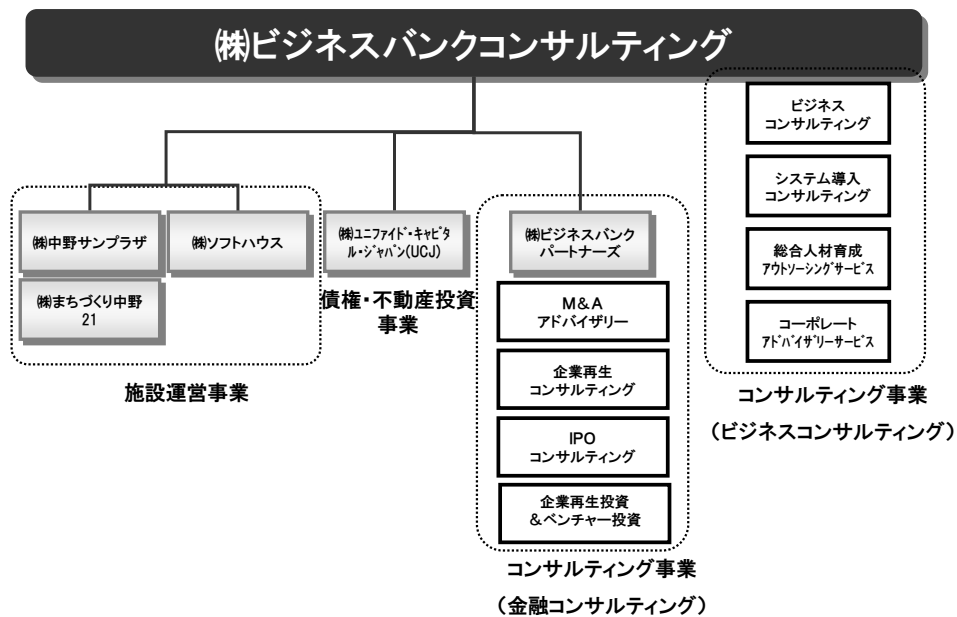 ㈱ビジネスバンクコンサルティング
ビジネス
コンサルティング
システム導入
コンサルティング
総合人材育成
ｱｳﾄｿｰｼﾝｸﾞｻｰﾋﾞｽ
コーポレート
ｱﾄﾞﾊﾞｲｻﾞﾘｰｻｰﾋﾞｽ
コンサルティング事業
（ビジネスコンサルティング）
㈱中野サンプラザ
㈱ソフトハウス
㈱まちづくり中野
21
施設運営事業
㈱ﾕﾆﾌｧｲﾄﾞ・ｷｬﾋﾟﾀ
ﾙ・ｼﾞｬﾊﾟﾝ(UCJ)
債権・不動産投資
事業
㈱ビジネスバンク
パートナーズ
M&A
アドバイザリー
企業再生
コンサルティング
IPO
コンサルティング
企業再生投資
＆ベンチャー投資
コンサルティング事業
（金融コンサルティング）